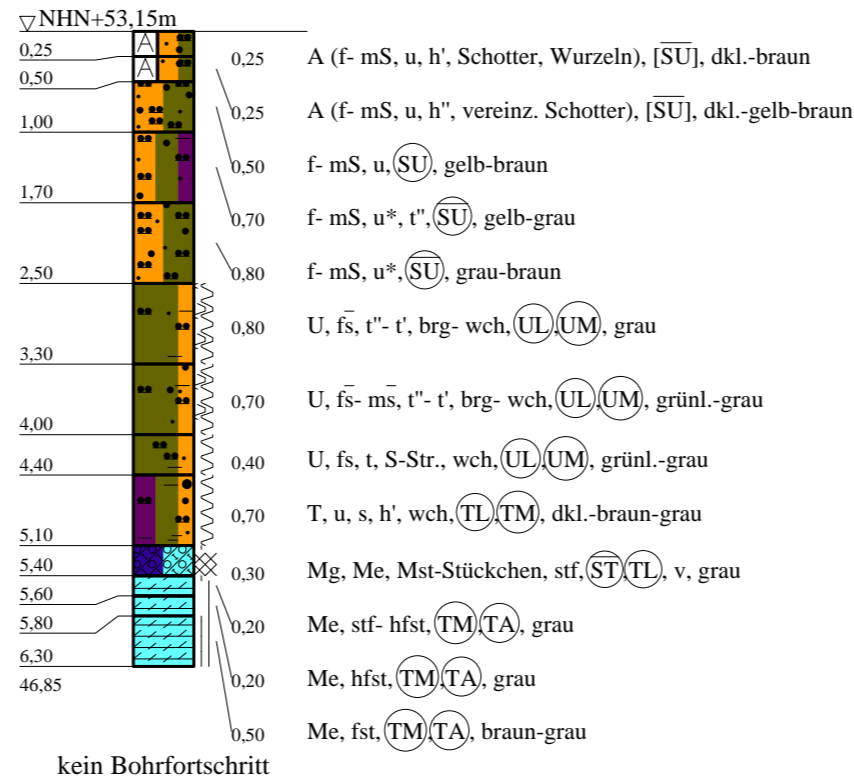 ▽ NHN+53,15m
0,25 A A 0,25 A (f- mS, u, h', Schotter, Wurzeln), [S̅U̅], dkl.-braun
0,50 0,25 A (f- mS, u, h'', vereinz. Schotter), [S̅U̅], dkl.-gelb-braun
1,00 0,50 f- mS, u, SU, gelb-braun
1,70 0,70 f- mS, u*, t'', S̅U̅, gelb-grau
2,50 0,80 f- mS, u*, S̅U̅, grau-braun
3,30 0,80 U, fs̅, t''- t', brg- wch, UL, UM, grau
4,00 0,70 U, fs̅- ms̅, t''- t', brg- wch, UL, UM, grünl.-grau
4,40 0,40 U, fs, t, S-Str., wch, UL, UM, grünl.-grau
5,10 0,70 T, u, s, h', wch, TL, TM, dkl.-braun-grau
5,40 0,30 Mg, Me, Mst-Stückchen, stf, S̅T̅, TL, v, grau
5,60 0,20 Me, stf- hfst, TM, TA, grau
5,80 0,20 Me, hfst, TM, TA, grau
6,30 0,50 Me, fst, TM, TA, braun-grau
46,85
kein Bohrfortschritt